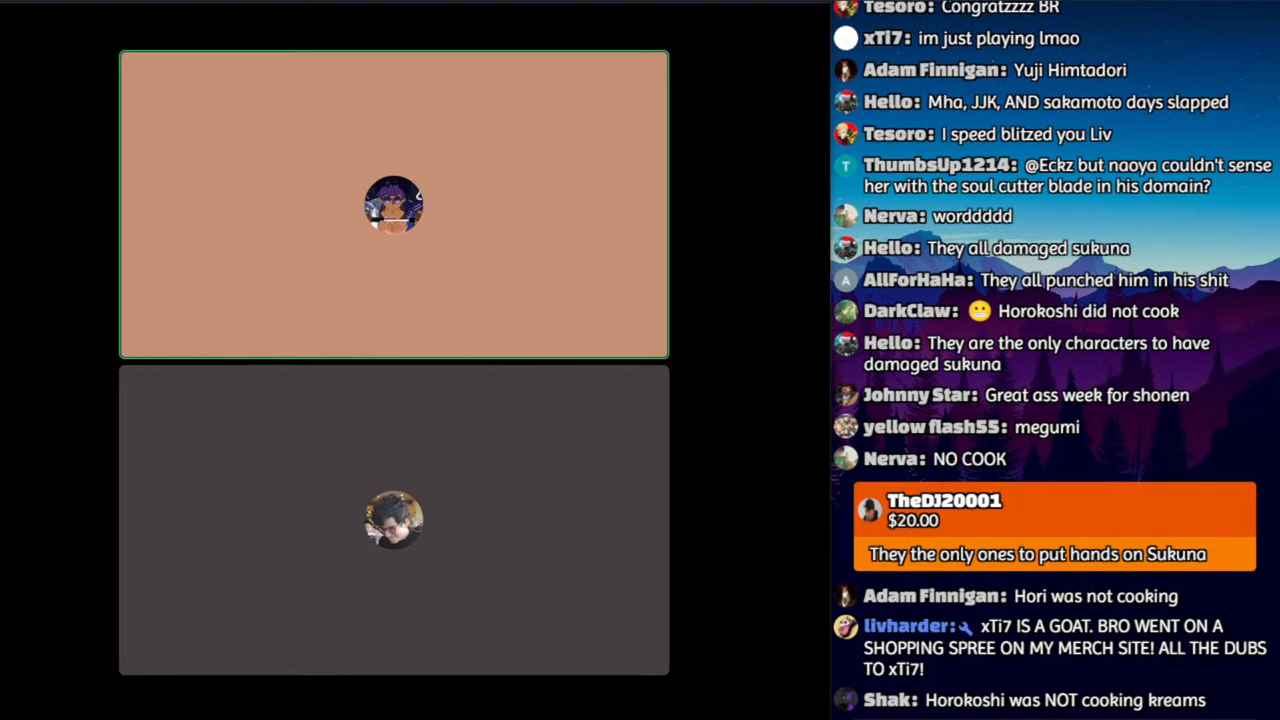 Tesoro: Congratzzzz BR
xTi7: im just playing lmao
Adam Finnigan: Yuji Himtadori
Hello: Mha, JJK, AND sakamoto days slapped
Tesoro: I speed blitzed you Liv
T ThumbsUp1214: @Eckz but naoya couldn't sense
her with the soul cutter blade in his domain?
Nerva: worddddd
Hello: They all damaged sukuna
A AllForHaHa: They all punched him in his shit
DarkClaw: 😬 Horokoshi did not cook
Hello: They are the only characters to have
damaged sukuna
Johnny Star: Great ass week for shonen
yellow flash55: megumi
Nerva: NO COOK
TheDJ20001
$20.00
They the only ones to put hands on Sukuna
Adam Finnigan: Hori was not cooking
livharder: xTi7 IS A GOAT. BRO WENT ON A
SHOPPING SPREE ON MY MERCH SITE! ALL THE DUBS
TO xTi7!
Shak: Horokoshi was NOT cooking kreams